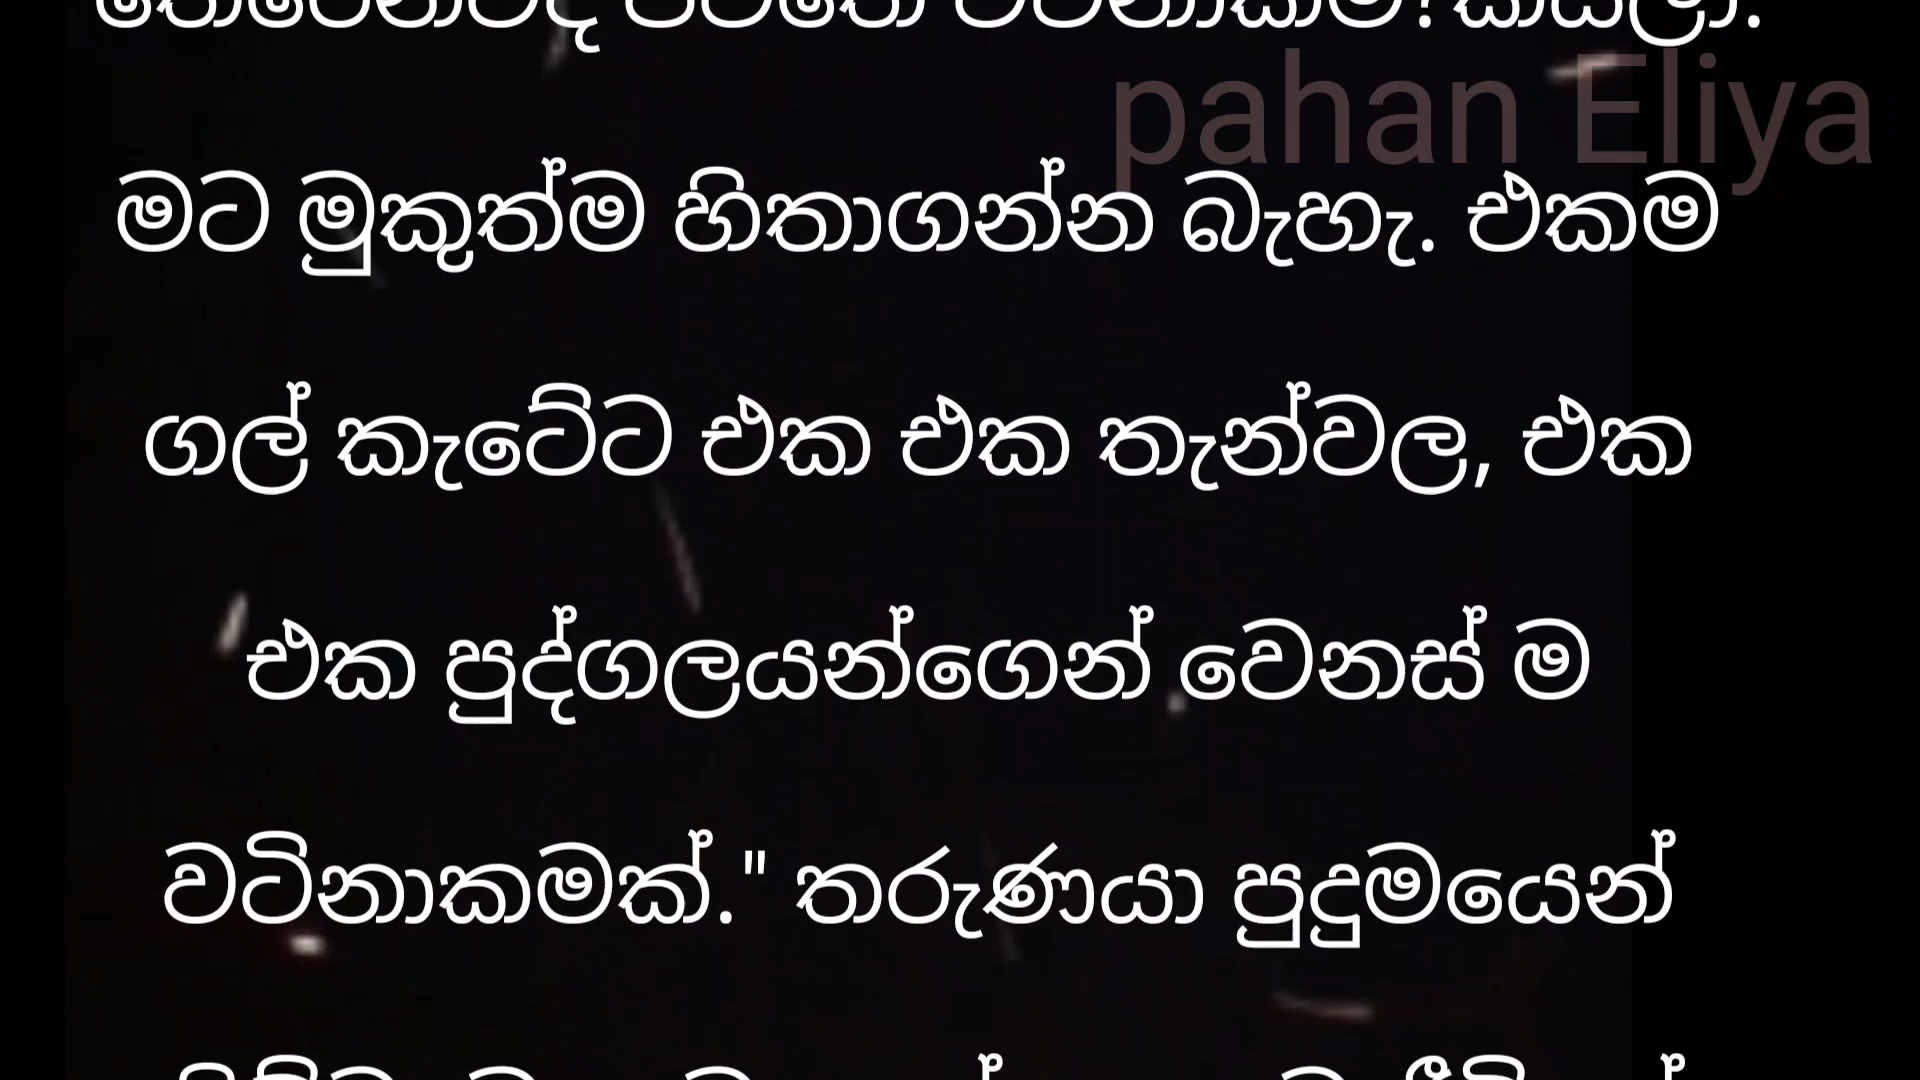 pahan Eliya
මට මුකුත්ම හිතාගන්න බැහැ. එකම
ගල් කැටේට එක එක තැන්වල, එක
එක පුද්ගලයන්ගෙන් වෙනස් ම
වටිනාකමක්." තරුණයා පුදුමයෙන්